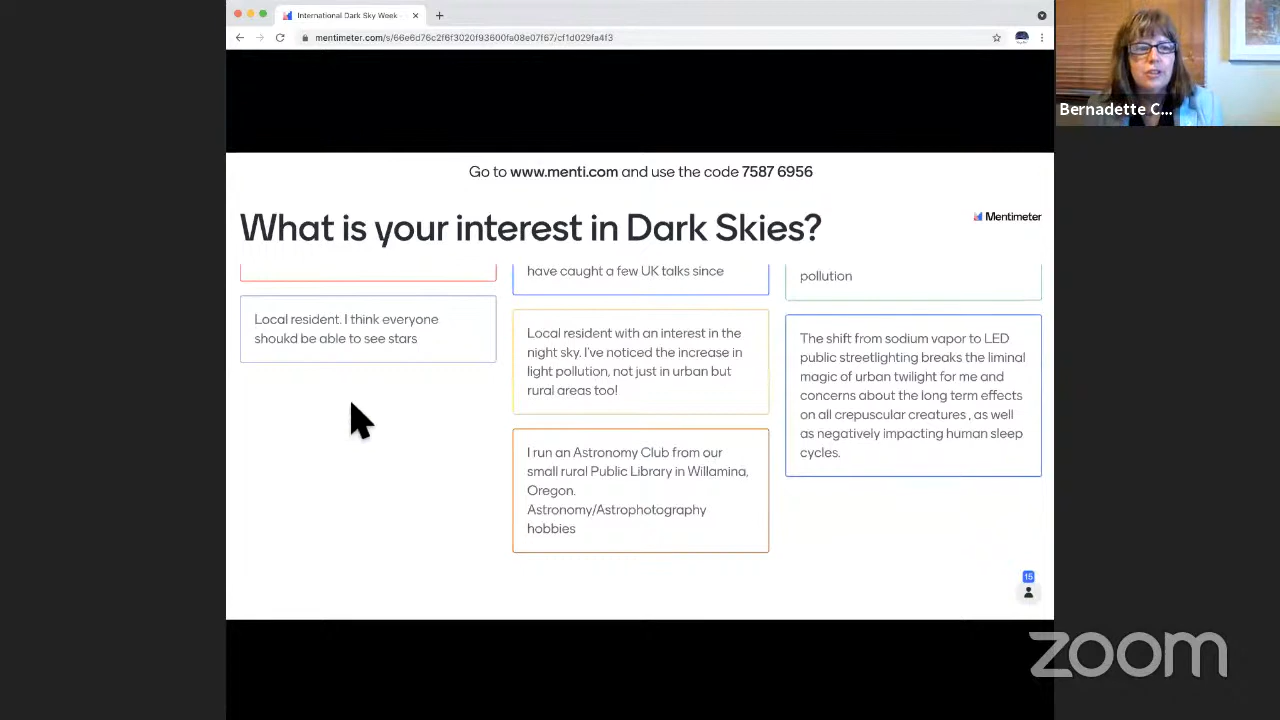 International Dark Sky Week
mentimeter.com/s/66e6d76c2f6f3020f93600fa08e07f67/cf1d029fa4f3
Bernadette C...
Go to www.menti.com and use the code 7587 6956
What is your interest in Dark Skies?
Mentimeter
Local resident. I think everyone
shoukd be able to see stars
have caught a few UK talks since
Local resident with an interest in the
night sky. I've noticed the increase in
light pollution, not just in urban but
rural areas too!
I run an Astronomy Club from our
small rural Public Library in Willamina,
Oregon.
Astronomy/Astrophotography
hobbies
pollution
The shift from sodium vapor to LED
public streetlighting breaks the liminal
magic of urban twilight for me and
concerns about the long term effects
on all crepuscular creatures , as well
as negatively impacting human sleep
cycles.
15
zoom